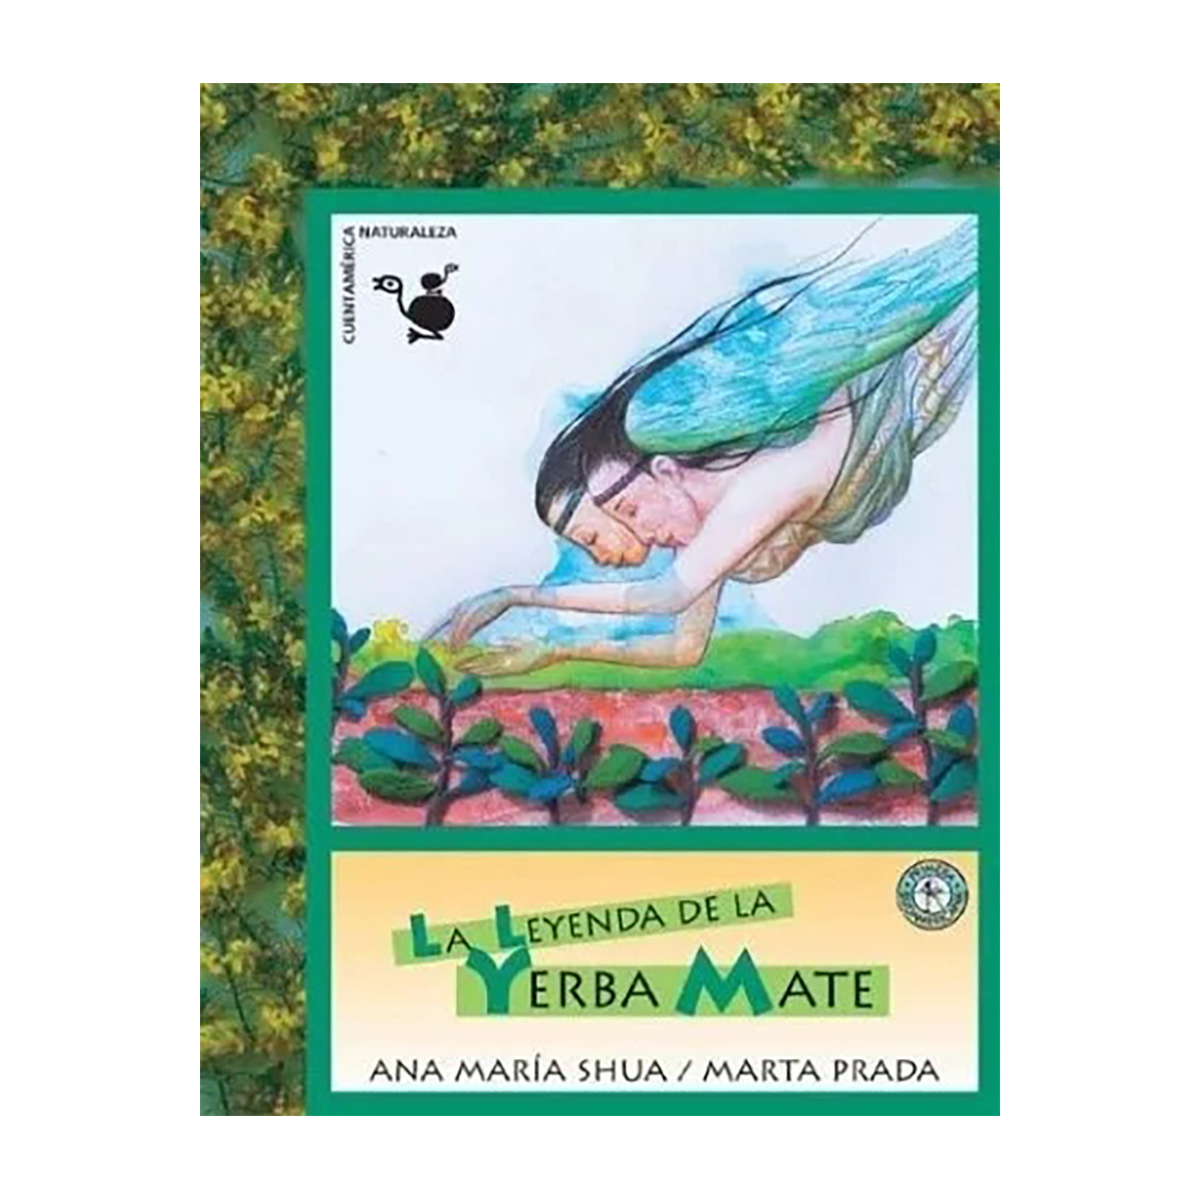 CUENTAMÉRICA
NATURALEZA
LA LEYENDA DE LA
YERBA MATE
ANA MARÍA SHUA / MARTA PRADA